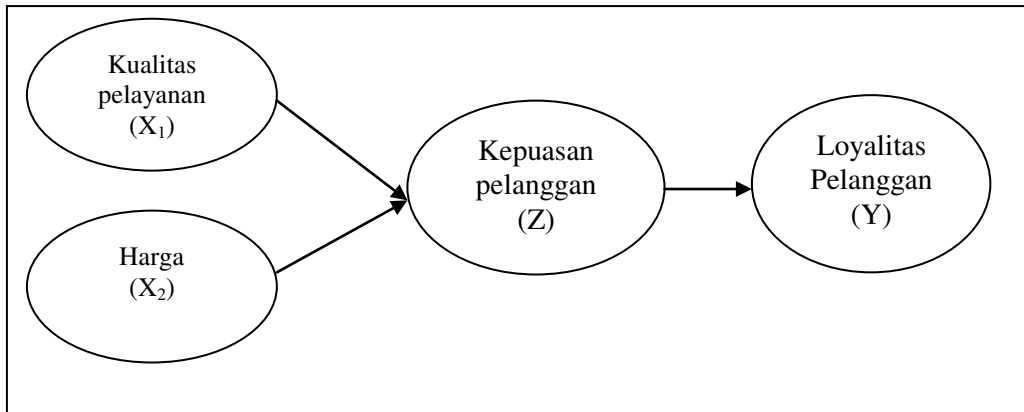 Kualitas
pelayanan
(X₁)
Harga
(X₂)
Kepuasan
pelanggan
(Z)
Loyalitas
Pelanggan
(Y)